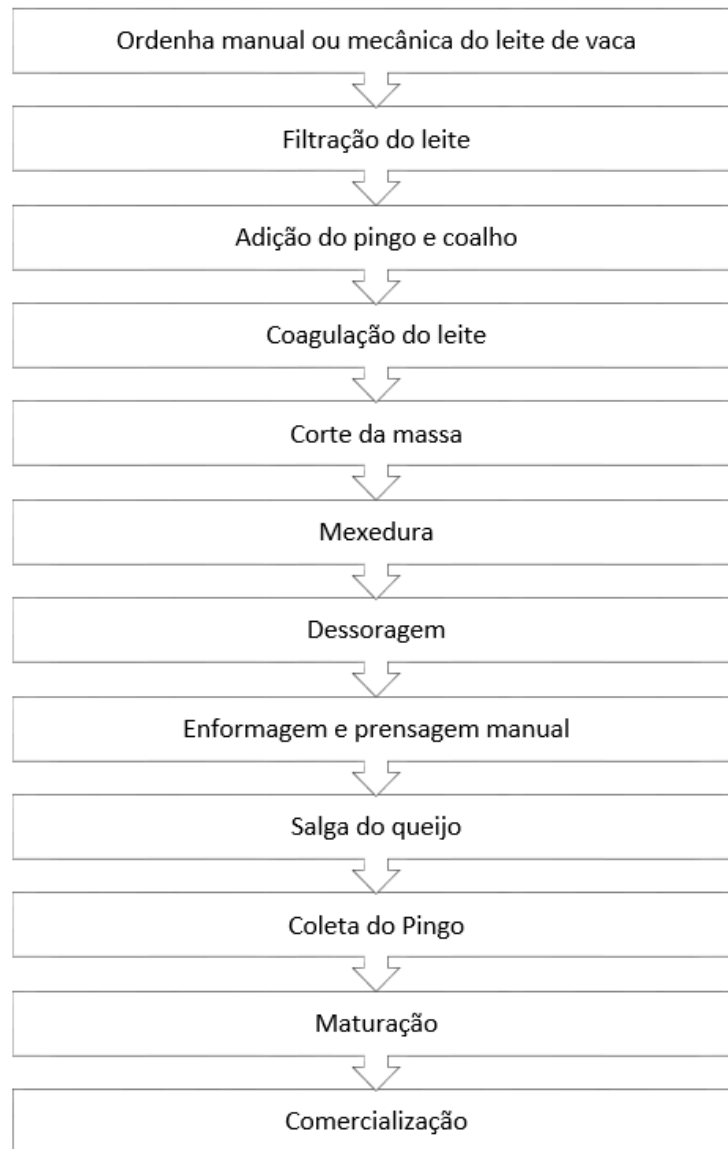 Ordenha manual ou mecânica do leite de vaca
Filtração do leite
Adição do pingo e coalho
Coagulação do leite
Corte da massa
Mexedura
Dessoragem
Enformagem e prensagem manual
Salga do queijo
Coleta do Pingo
Maturação
Comercialização